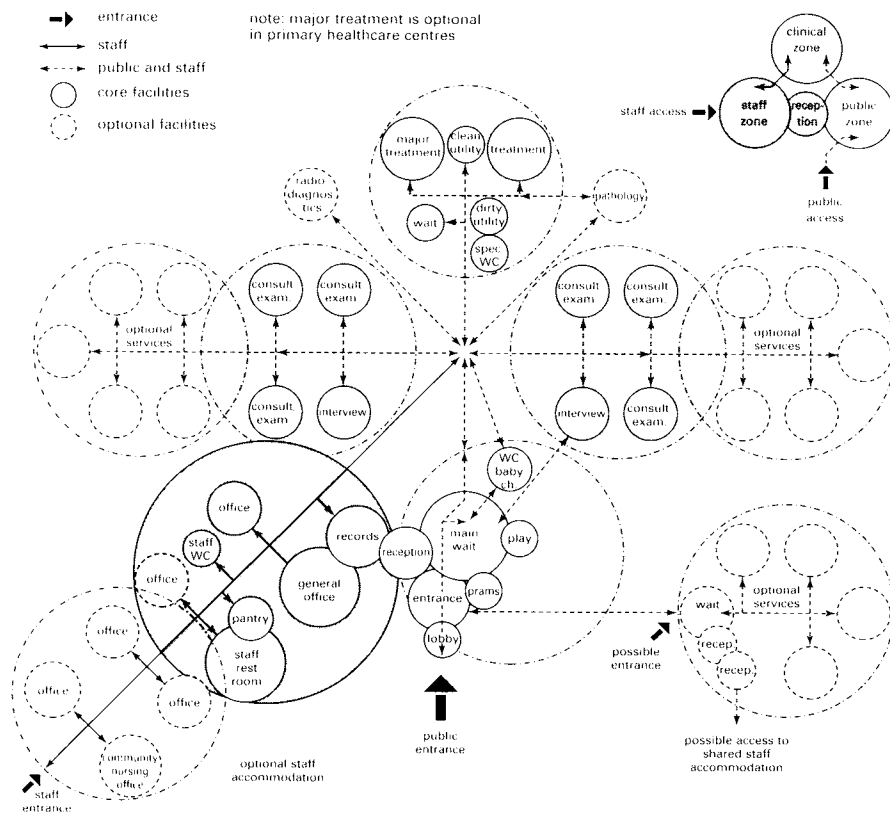 entrance
staff
public and staff
core facilities
optional facilities
note: major treatment is optional
in primary healthcare centres
clinical
zone
staff access
staff
zone
recep-
tion
public
zone
public
access
major
treatment
clean
utility
treatment
radio
diagnos
tics
pathology
wait
dirty
utility
spec
WC
optional
services
consult
exam.
consult
exam.
consult
exam.
interview
consult
exam.
consult
exam.
interview
consult
exam.
optional
services
WC
baby
ch.
main
wait
play
reception
prams
entrance
lobby
public
entrance
records
office
staff
WC
general
office
office
pantry
staff
rest
room
office
office
office
community
nursing
office
staff
entrance
optional staff
accommodation
optional
services
wait
recep.
recep.
possible
entrance
possible access to
shared staff
accommodation